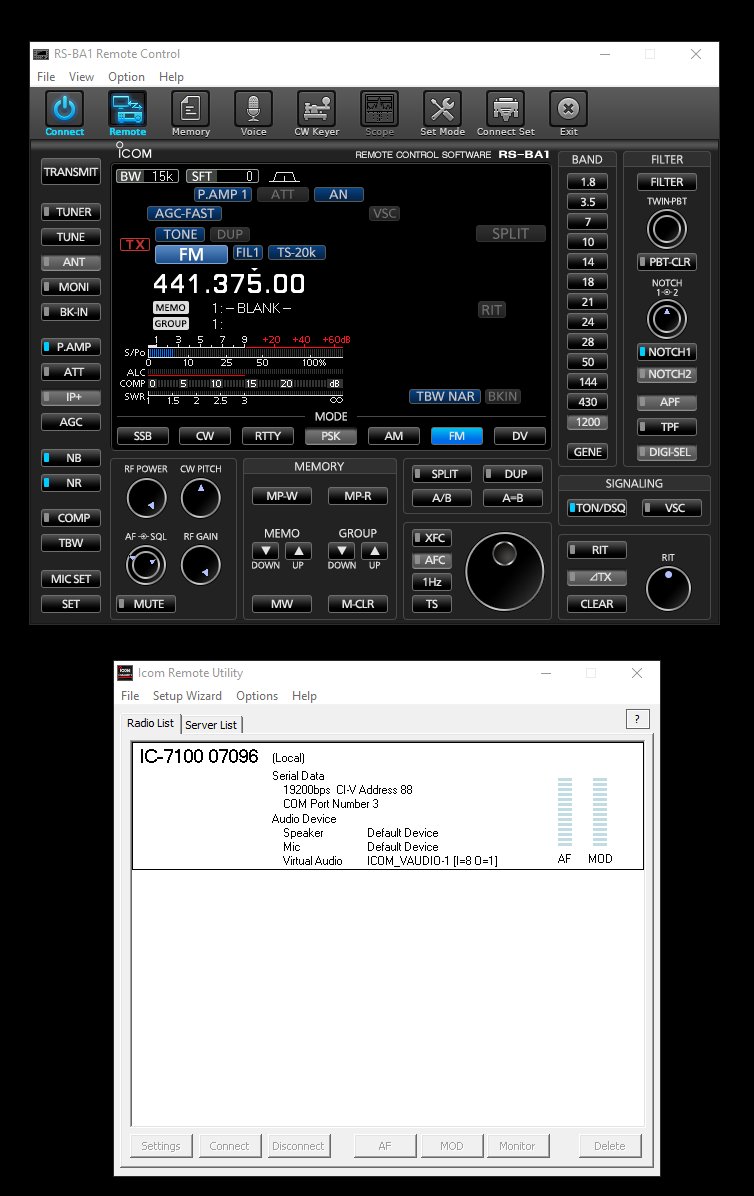 RS-BA1 Remote Control
File View Option Help
Connect Remote Memory Voice CW Keyer Scope Set Mode Connect Set Exit
ICOM REMOTE CONTROL SOFTWARE RS-BA1
TRANSMIT
TUNER
TUNE
ANT
MONI
BK-IN
P.AMP
ATT
IP+
AGC
NB
NR
COMP
TBW
MIC SET
SET
BW 15k SFT 0
P.AMP 1 ATT AN
AGC-FAST VSC
TONE DUP SPLIT
TX FM FIL1 TS-20k
441.375.00
MEMO 1: – BLANK – RIT
GROUP 1:
1 3 5 7 9 +20 +40 +60dB
S/Po
0 10 25 50 100%
ALC
COMP 0 5 10 15 20 dB
SWR 1 1.5 2 2.5 3 ∞
TBW NAR BKIN
MODE
SSB CW RTTY PSK AM FM DV
BAND
1.8
3.5
7
10
14
18
21
24
28
50
144
430
1200
GENE
FILTER
FILTER
TWIN-PBT
PBT-CLR
NOTCH
1 2
NOTCH1
NOTCH2
APF
TPF
DIGI-SEL
RF POWER CW PITCH
AF SQL RF GAIN
MUTE
MEMORY
MP-W MP-R
MEMO GROUP
DOWN UP DOWN UP
MW M-CLR
SPLIT DUP
A/B A=B
XFC
AFC
1Hz
TS
SIGNALING
TON/DSQ VSC
RIT
⊿TX
CLEAR
RIT
ICOM
Icom Remote Utility
File Setup Wizard Options Help
Radio List Server List ?
IC-7100 07096 (Local)
Serial Data
19200bps CI-V Address 88
COM Port Number 3
Audio Device
Speaker Default Device
Mic Default Device
Virtual Audio ICOM_VAUDIO-1 [I=8 O=1]
AF MOD
Settings Connect Disconnect AF MOD Monitor Delete